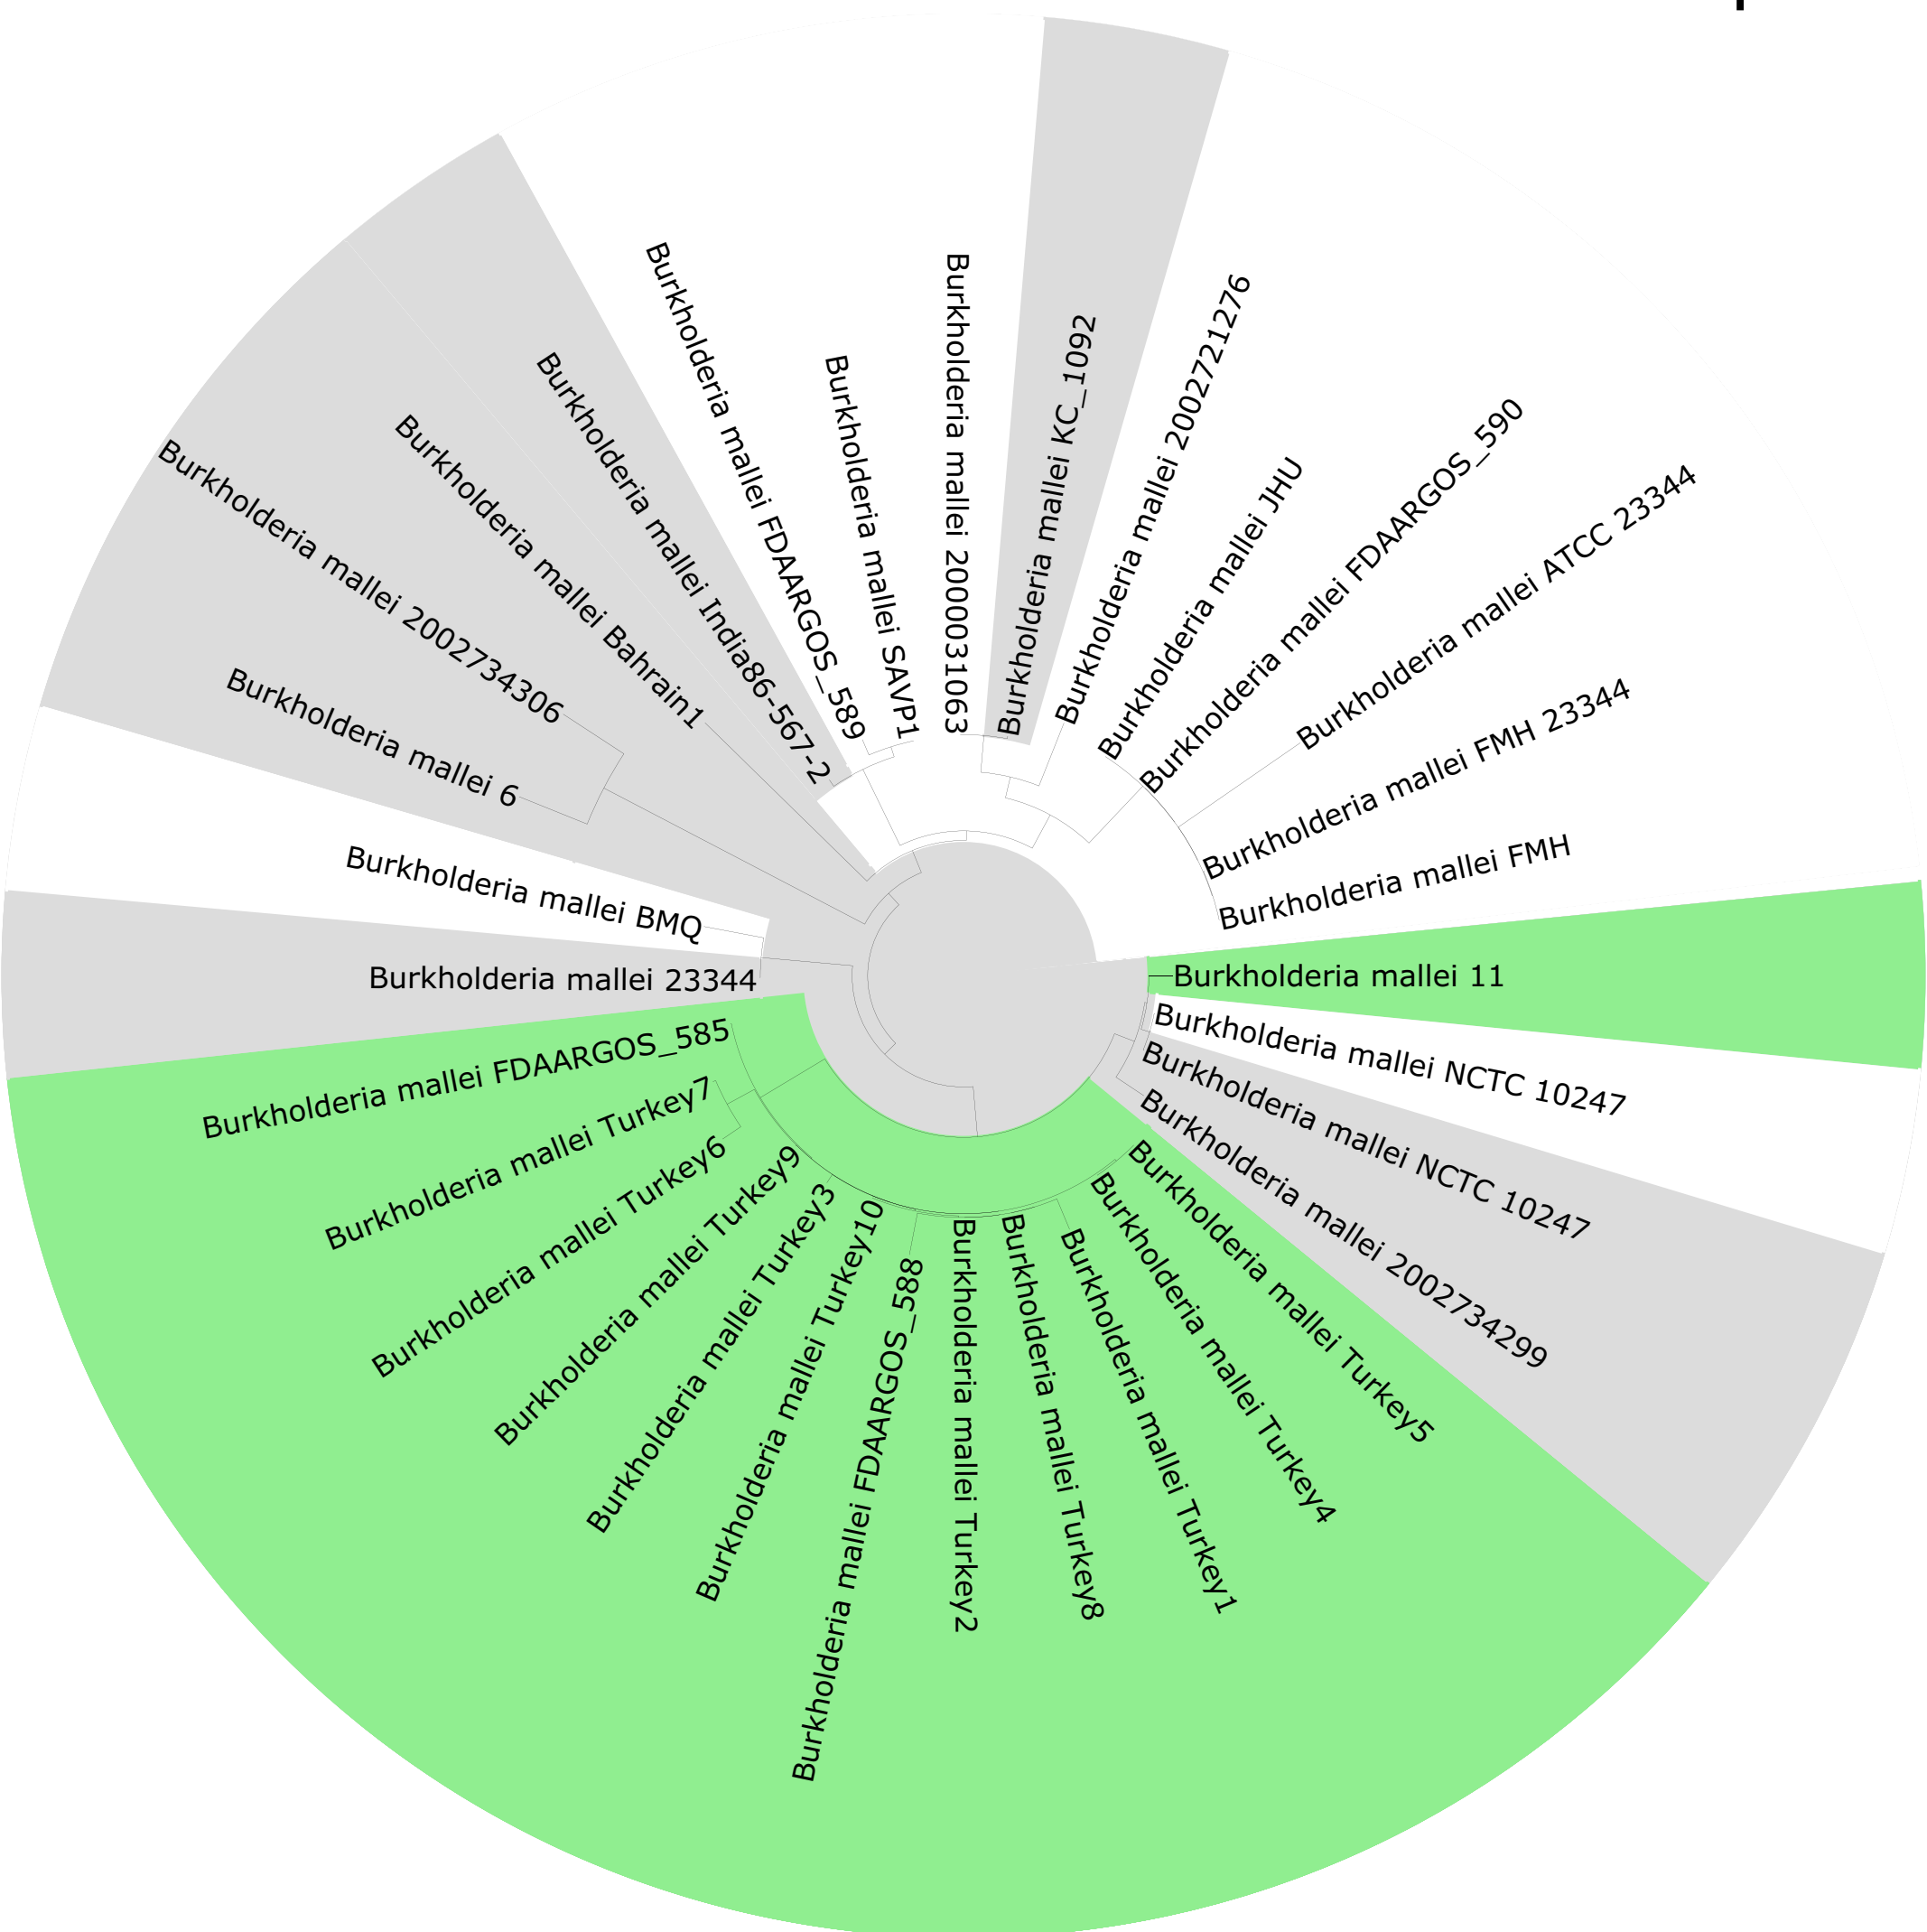 Burkholderia mallei FDAARGOS_589
Burkholderia mallei SAVP1
Burkholderia mallei 2000031063
Burkholderia mallei KC_1092
Burkholderia mallei 2002721276
Burkholderia mallei JHU
Burkholderia mallei FDAARGOS_590
Burkholderia mallei ATCC 23344
Burkholderia mallei FMH 23344
Burkholderia mallei FMH
Burkholderia mallei 11
Burkholderia mallei NCTC 10247
Burkholderia mallei NCTC 10247
Burkholderia mallei 2002734299
Burkholderia mallei Turkey5
Burkholderia mallei Turkey4
Burkholderia mallei Turkey1
Burkholderia mallei Turkey8
Burkholderia mallei Turkey2
Burkholderia mallei FDAARGOS_588
Burkholderia mallei Turkey10
Burkholderia mallei Turkey3
Burkholderia mallei Turkey9
Burkholderia mallei Turkey6
Burkholderia mallei Turkey7
Burkholderia mallei FDAARGOS_585
Burkholderia mallei 23344
Burkholderia mallei BMQ
Burkholderia mallei 6
Burkholderia mallei 2002734306
Burkholderia mallei Bahrain1
Burkholderia mallei India86-567-2